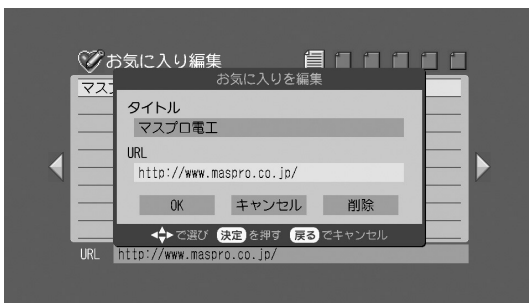 お気に入り編集
お気に入りを編集
マスプ
タイトル
マスプロ電工
URL
http://www.maspro.co.jp/
OK キャンセル 削除
で選び 決定 を押す 戻る でキャンセル
URL http://www.maspro.co.jp/